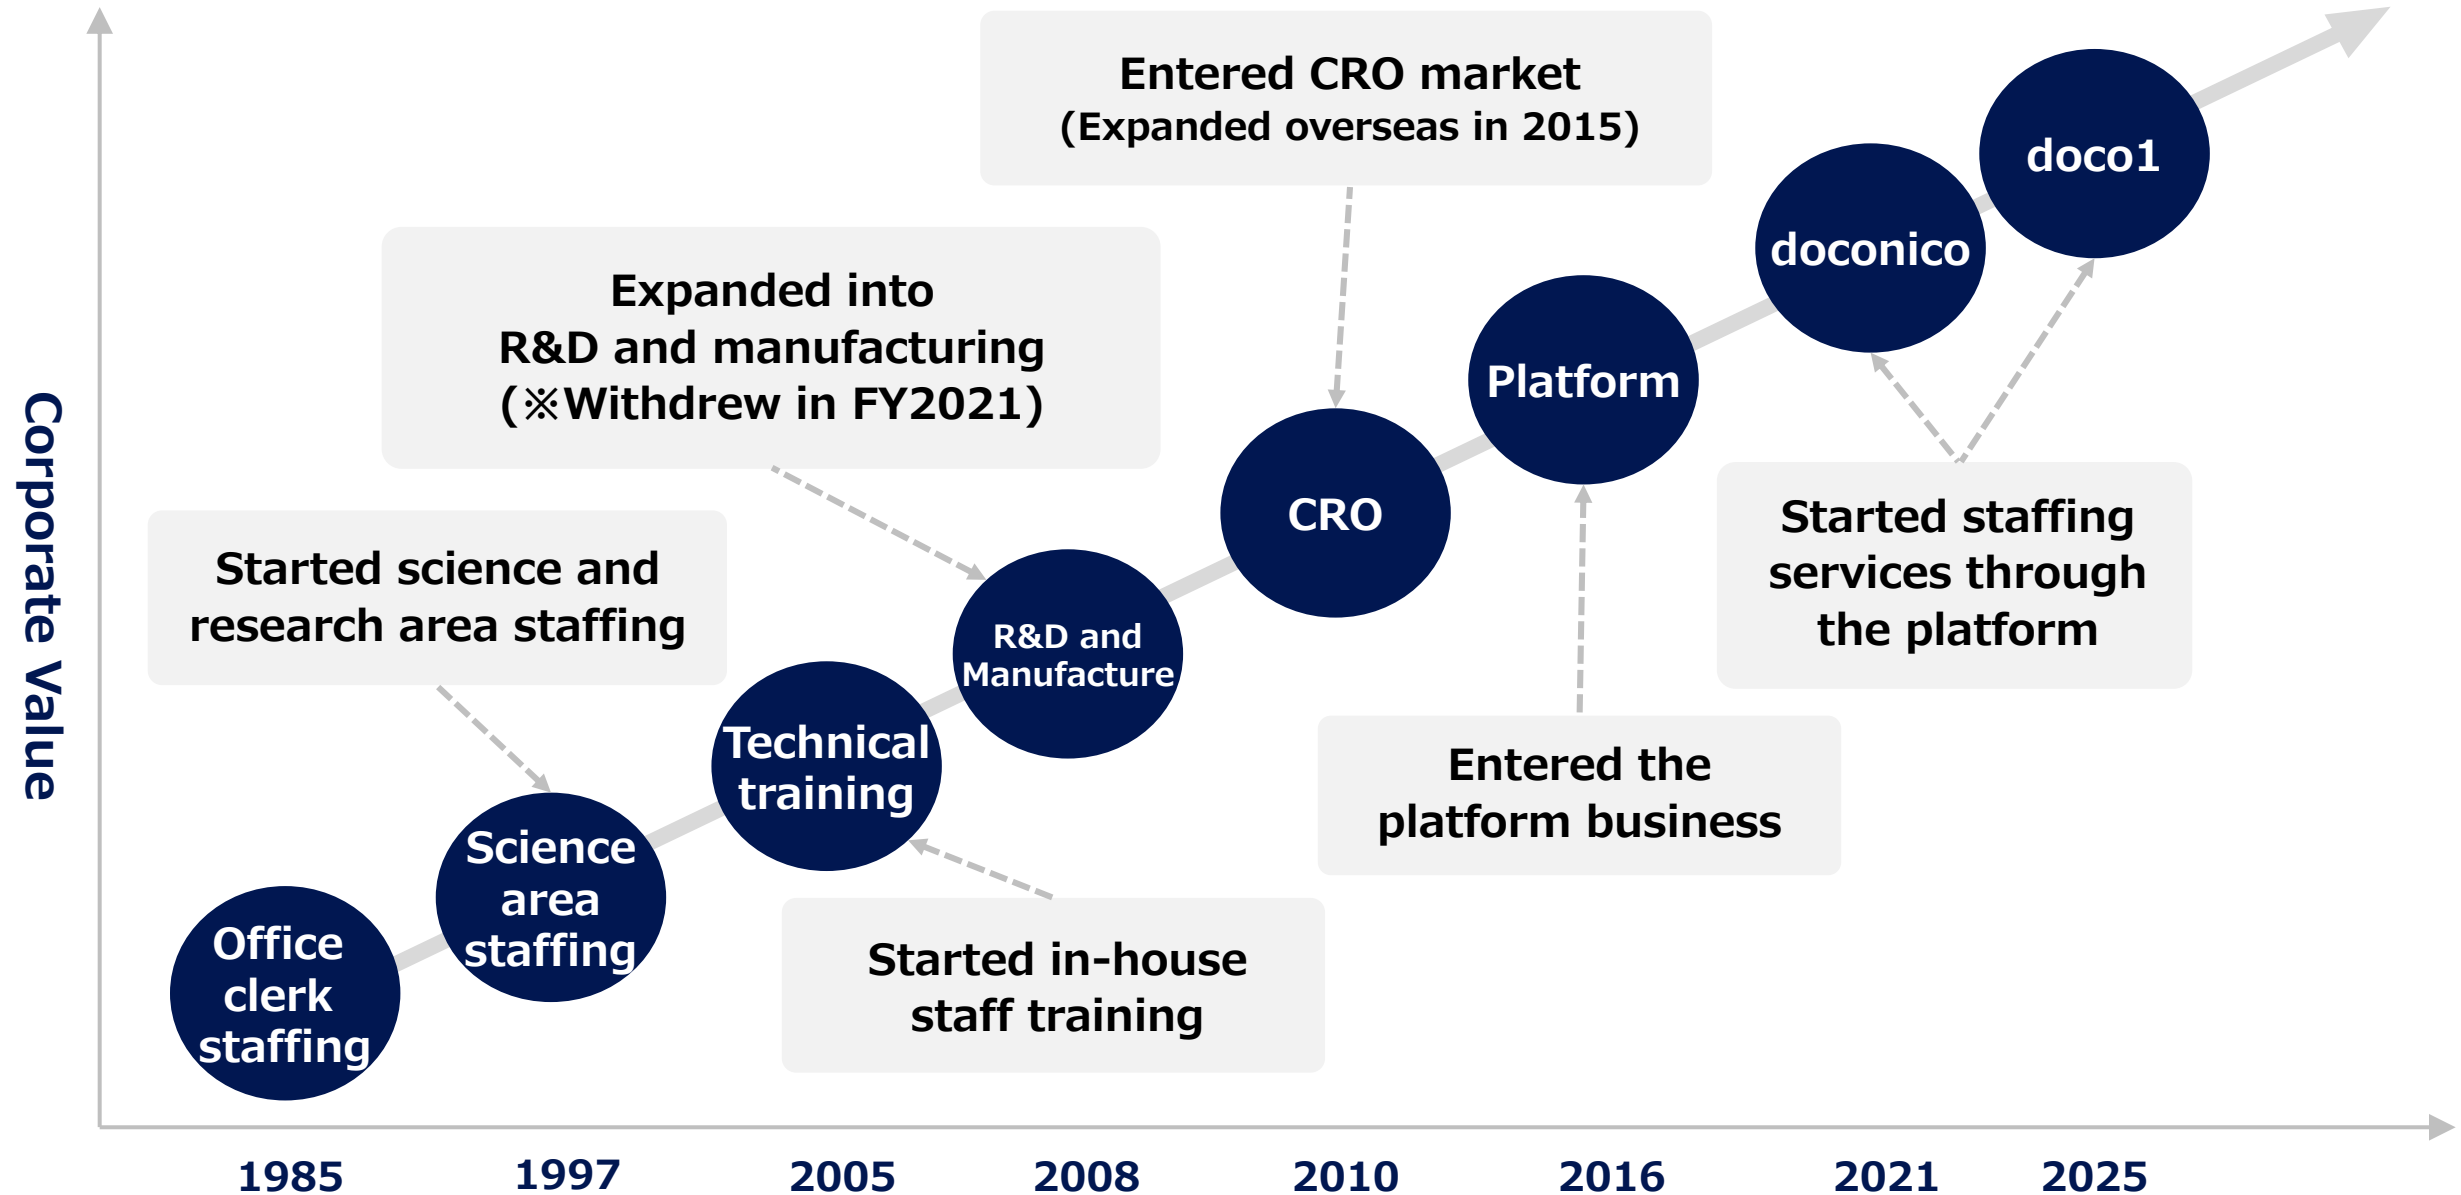 Corporate Value
Entered CRO market
(Expanded overseas in 2015)
Expanded into
R&D and manufacturing
(※Withdrew in FY2021)
Started science and
research area staffing
doco1
doconico
Platform
CRO
R&D and
Manufacture
Technical
training
Science
area
staffing
Office
clerk
staffing
Started staffing
services through
the platform
Entered the
platform business
Started in-house
staff training
1985
1997
2005
2008
2010
2016
2021
2025